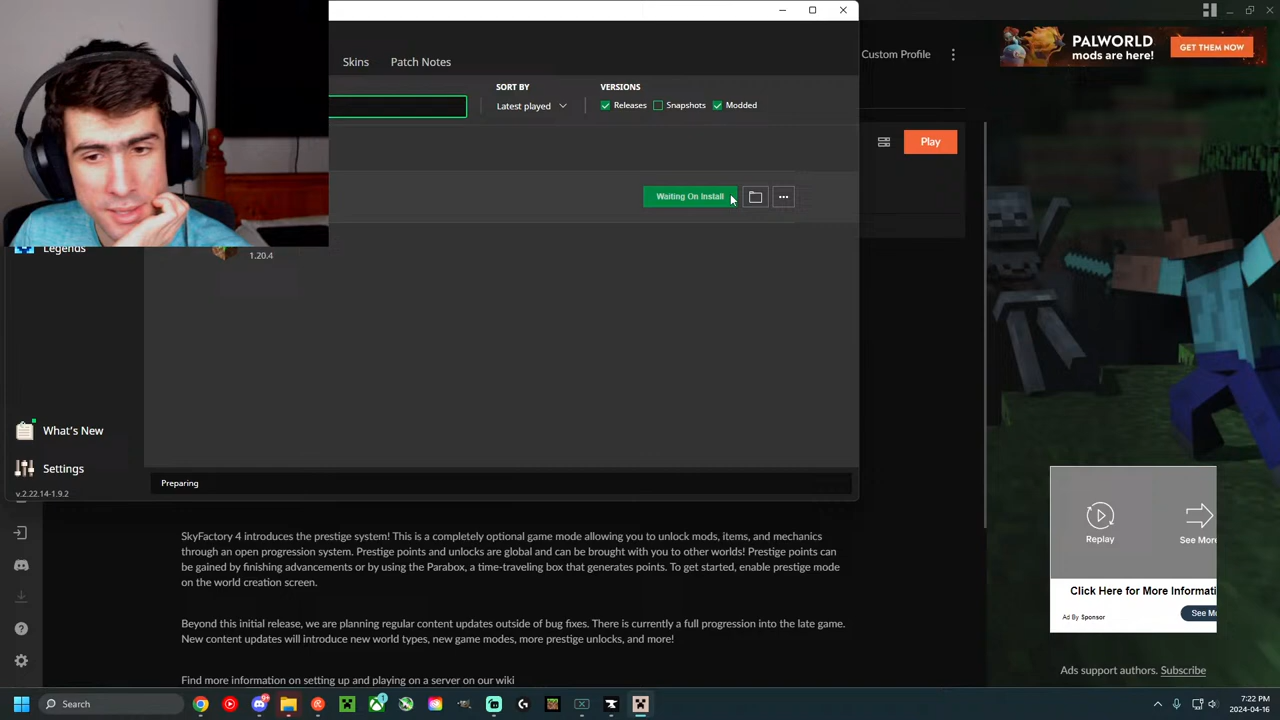 Custom Profile
PALWORLD
mods are here!
GET THEM NOW
Skins
Patch Notes
SORT BY
VERSIONS
Latest played
Releases
Snapshots
Modded
Play
Waiting On Install
Legends
1.20.4
What's New
Settings
v.2.22.14-1.9.2
Preparing
SkyFactory 4 introduces the prestige system! This is a completely optional game mode allowing you to unlock mods, items, and mechanics
through an open progression system. Prestige points and unlocks are global and can be brought with you to other worlds! Prestige points can
be gained by finishing advancements or by using the Parabox, a time-traveling box that generates points. To get started, enable prestige mode
on the world creation screen.
Beyond this initial release, we are planning regular content updates outside of bug fixes. There is currently a full progression into the late game.
New content updates will introduce new world types, new game modes, more prestige unlocks, and more!
Find more information on setting up and playing on a server on our wiki
Replay
See More
Click Here for More Informati
Ad By Sponsor
See Mo
Ads support authors. Subscribe
Search
7:22 PM
2024-04-16